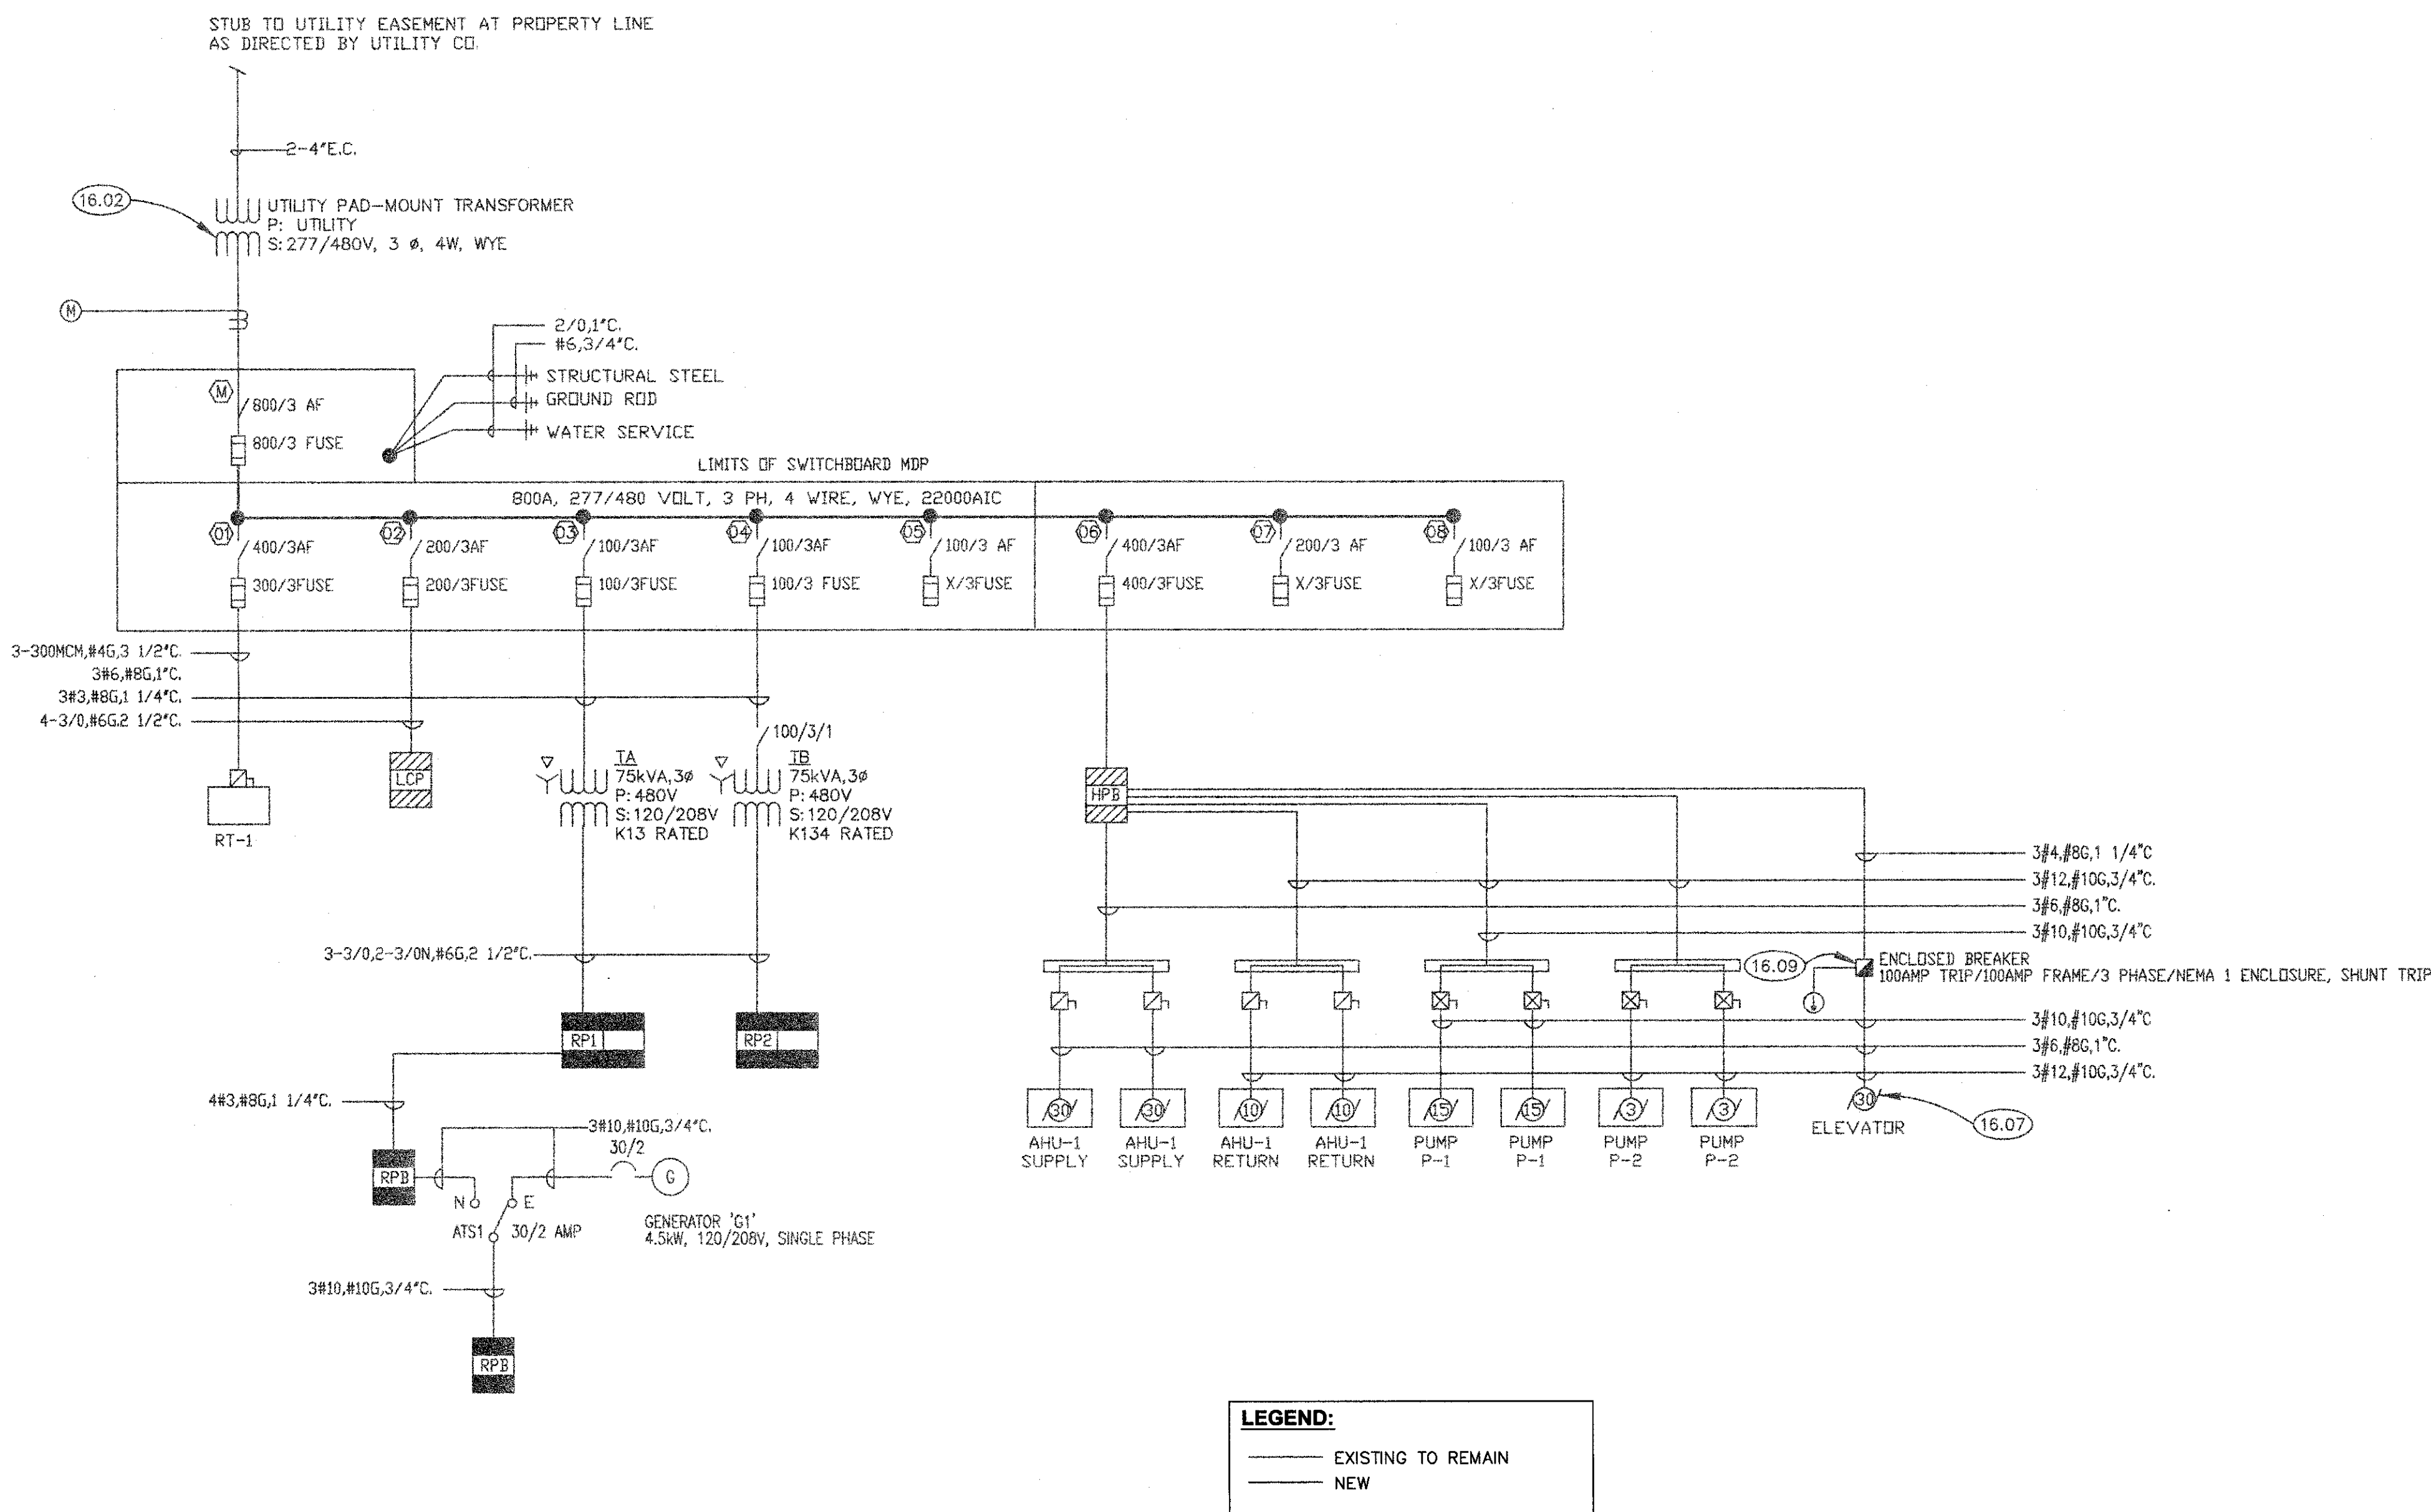 STUB TO UTILITY EASEMENT AT PROPERTY LINE
AS DIRECTED BY UTILITY CO.
2-4"E.C.
16.02
UTILITY PAD-MOUNT TRANSFORMER
P: UTILITY
S: 277/480V, 3 ø, 4W, WYE
M
2/0,1"C.
#6,3/4"C.
STRUCTURAL STEEL
GROUND ROD
WATER SERVICE
M
800/3 AF
800/3 FUSE
LIMITS OF SWITCHBOARD MDP
800A, 277/480 VOLT, 3 PH, 4 WIRE, WYE, 22000AIC
01
400/3AF
300/3FUSE
02
200/3AF
200/3FUSE
03
100/3AF
100/3FUSE
04
100/3AF
100/3 FUSE
05
100/3 AF
X/3FUSE
06
400/3AF
400/3FUSE
07
200/3 AF
X/3FUSE
08
100/3 AF
X/3FUSE
3-300MCM,#4G,3 1/2"C.
3#6,#8G,1"C.
3#3,#8G,1 1/4"C.
4-3/0,#6G.2 1/2"C.
100/3/1
RT-1
LCP
TA
75kVA,3ø
P: 480V
S: 120/208V
K13 RATED
TB
75kVA,3ø
P: 480V
S: 120/208V
K134 RATED
HPB
3#4,#8G,1 1/4"C
3#12,#10G,3/4"C.
3#6,#8G,1"C.
3#10,#10G,3/4"C
3-3/0,2-3/0N,#6G,2 1/2"C.
16.09
ENCLOSED BREAKER
100AMP TRIP/100AMP FRAME/3 PHASE/NEMA 1 ENCLOSURE, SHUNT TRIP
3#10,#10G,3/4"C
3#6,#8G,1"C.
3#12,#10G,3/4"C.
RP1
RP2
4#3,#8G,1 1/4"C.
30
AHU-1
SUPPLY
30
AHU-1
SUPPLY
10
AHU-1
RETURN
10
AHU-1
RETURN
15
PUMP
P-1
15
PUMP
P-1
3
PUMP
P-2
3
PUMP
P-2
30
ELEVATOR
16.07
3#10,#10G,3/4"C.
30/2
RPB
N
E
G
ATS1
30/2 AMP
GENERATOR 'G1'
4.5kW, 120/208V, SINGLE PHASE
3#10,#10G,3/4"C.
RPB
LEGEND:
EXISTING TO REMAIN
NEW